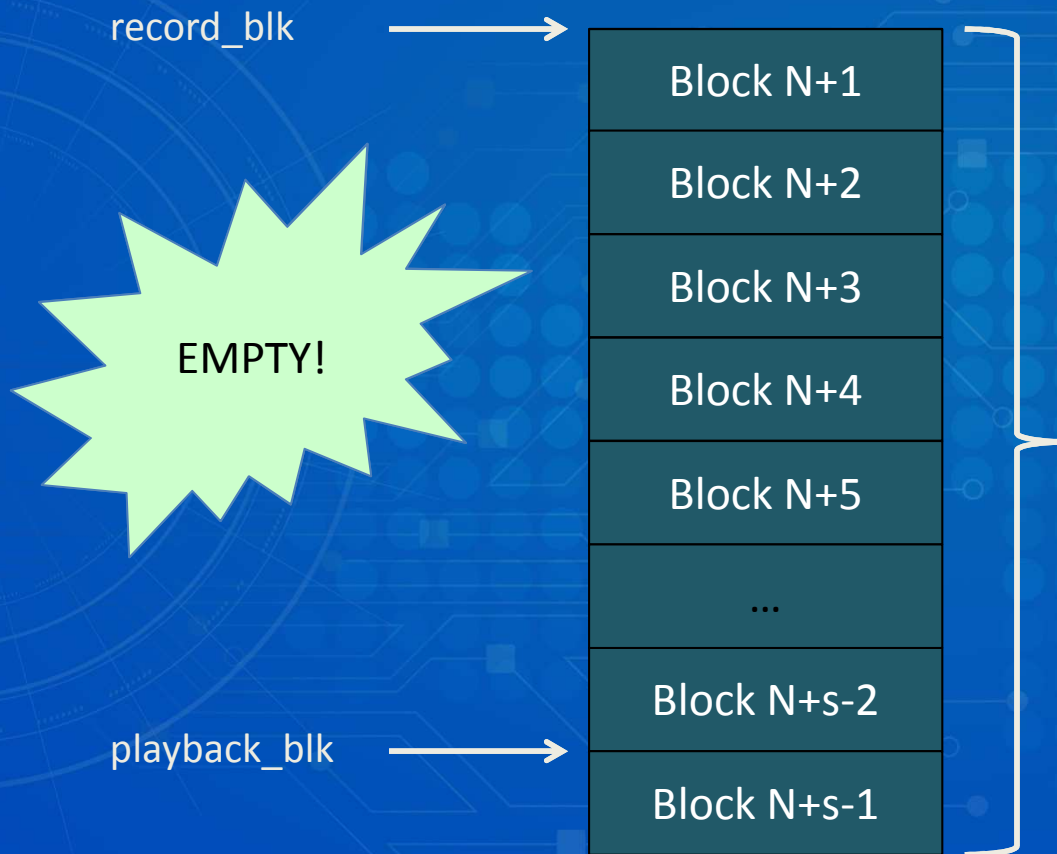 record_blk
Block N+1
Block N+2
Block N+3
EMPTY!
Block N+4
Block N+5
...
Block N+s-2
playback_blk
Block N+s-1